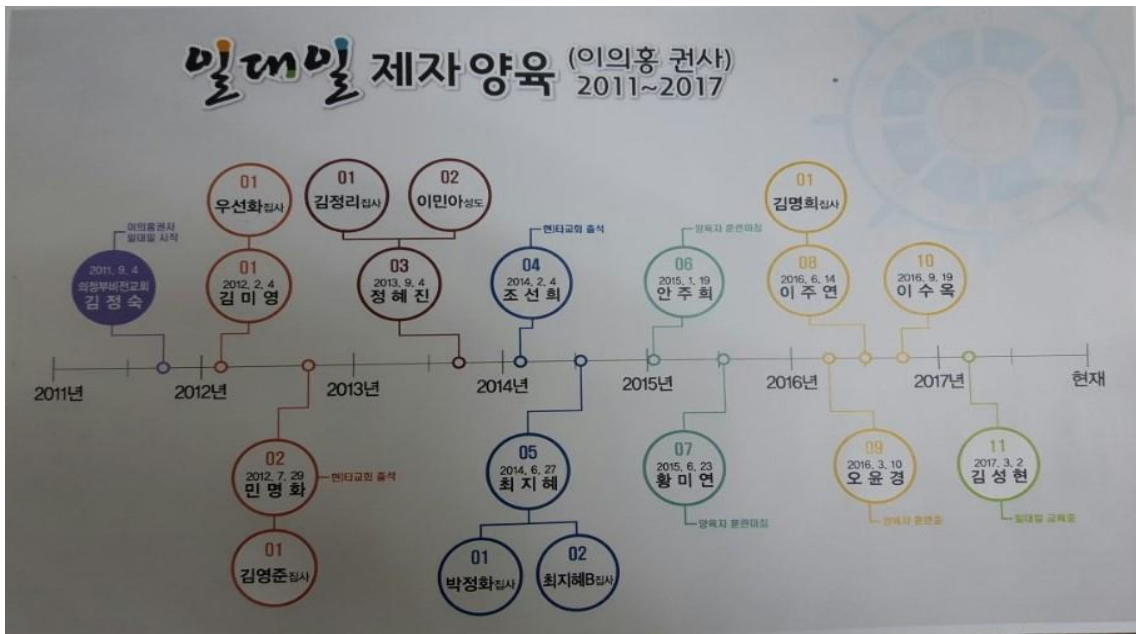 일대일 제자양육 (이의홍 권사)
2011~2017
01
우선화집사
01
김정리집사
02
이민아성도
01
김명희집사
이의홍권사
일대일 시작
2011. 9. 4
의정부비전교회
김정숙
01
2012. 2. 4
김미영
03
2013. 9. 4
정혜진
현)타교회 출석
04
2014. 2. 4
조선희
양육자 훈련마침
06
2015. 1. 19
안주희
08
2016. 6. 14
이주연
10
2016. 9. 19
이수옥
2011년
2012년
2013년
2014년
2015년
2016년
2017년
현재
02
2012. 7. 29
민명화
현)타교회 출석
01
김영준집사
05
2014. 6. 27
최지혜
01
박정화집사
02
최지혜B집사
07
2015. 6. 23
황미연
양육자 훈련마침
09
2016. 3. 10
오윤경
양육자 훈련중
11
2017. 3. 2
김성현
일대일 교육중